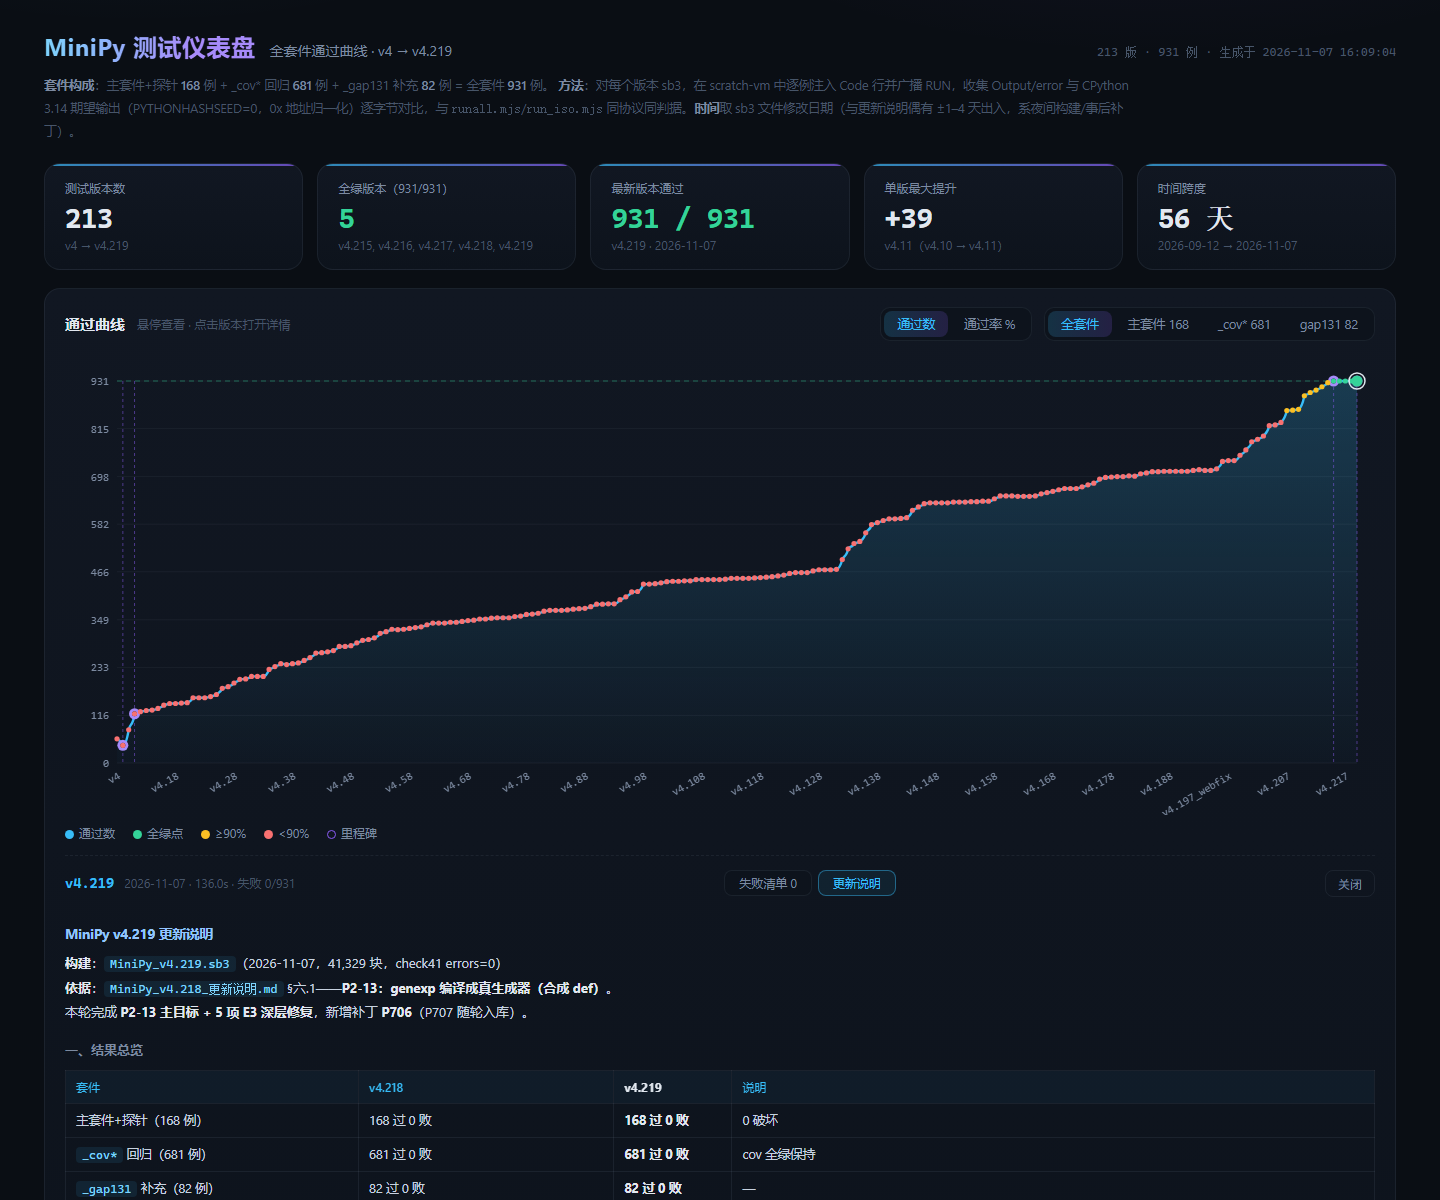 MiniPy 测试仪表盘 全套件通过曲线 · v4 → v4.219
213 版 · 931 例 · 生成于 2026-11-07 16:09:04
套件构成：主套件+探针 168 例 + _cov* 回归 681 例 + _gap131 补充 82 例 = 全套件 931 例。 方法：对每个版本 sb3，在 scratch-vm 中逐例注入 Code 行并广播 RUN，收集 Output/error 与 CPython
3.14 期望输出（PYTHONHASHSEED=0，0x 地址归一化）逐字节对比，与 runall.mjs/run_iso.mjs 同协议同判据。时间取 sb3 文件修改日期（与更新说明偶有 ±1–4 天出入，系夜间构建/事后补
丁）。
测试版本数
213
v4 → v4.219
全绿版本（931/931）
5
v4.215, v4.216, v4.217, v4.218, v4.219
最新版本通过
931 / 931
v4.219 · 2026-11-07
单版最大提升
+39
v4.11（v4.10 → v4.11）
时间跨度
56 天
2026-09-12 → 2026-11-07
通过曲线 悬停查看 · 点击版本打开详情
通过数 通过率 % 全套件 主套件 168 _cov* 681 gap131 82
931
815
698
582
466
349
233
116
0
v4 v4.18 v4.28 v4.38 v4.48 v4.58 v4.68 v4.78 v4.88 v4.98 v4.108 v4.118 v4.128 v4.138 v4.148 v4.158 v4.168 v4.178 v4.188 v4.197_webfix v4.207 v4.217
通过数 全绿点 ≥90% <90% 里程碑
v4.219 2026-11-07 · 136.0s · 失败 0/931 失败清单 0 更新说明 关闭
MiniPy v4.219 更新说明
构建： MiniPy_v4.219.sb3（2026-11-07，41,329 块，check41 errors=0）
依据： MiniPy_v4.218_更新说明.md §六.1——P2-13：genexp 编译成真生成器（合成 def）。
本轮完成 P2-13 主目标 + 5 项 E3 深层修复，新增补丁 P706（P707 随轮入库）。
一、结果总览
套件 v4.218 v4.219 说明
主套件+探针（168 例） 168 过 0 败 168 过 0 败 0 破坏
_cov* 回归（681 例） 681 过 0 败 681 过 0 败 cov 全绿保持
_gap131 补充（82 例） 82 过 0 败 82 过 0 败 —